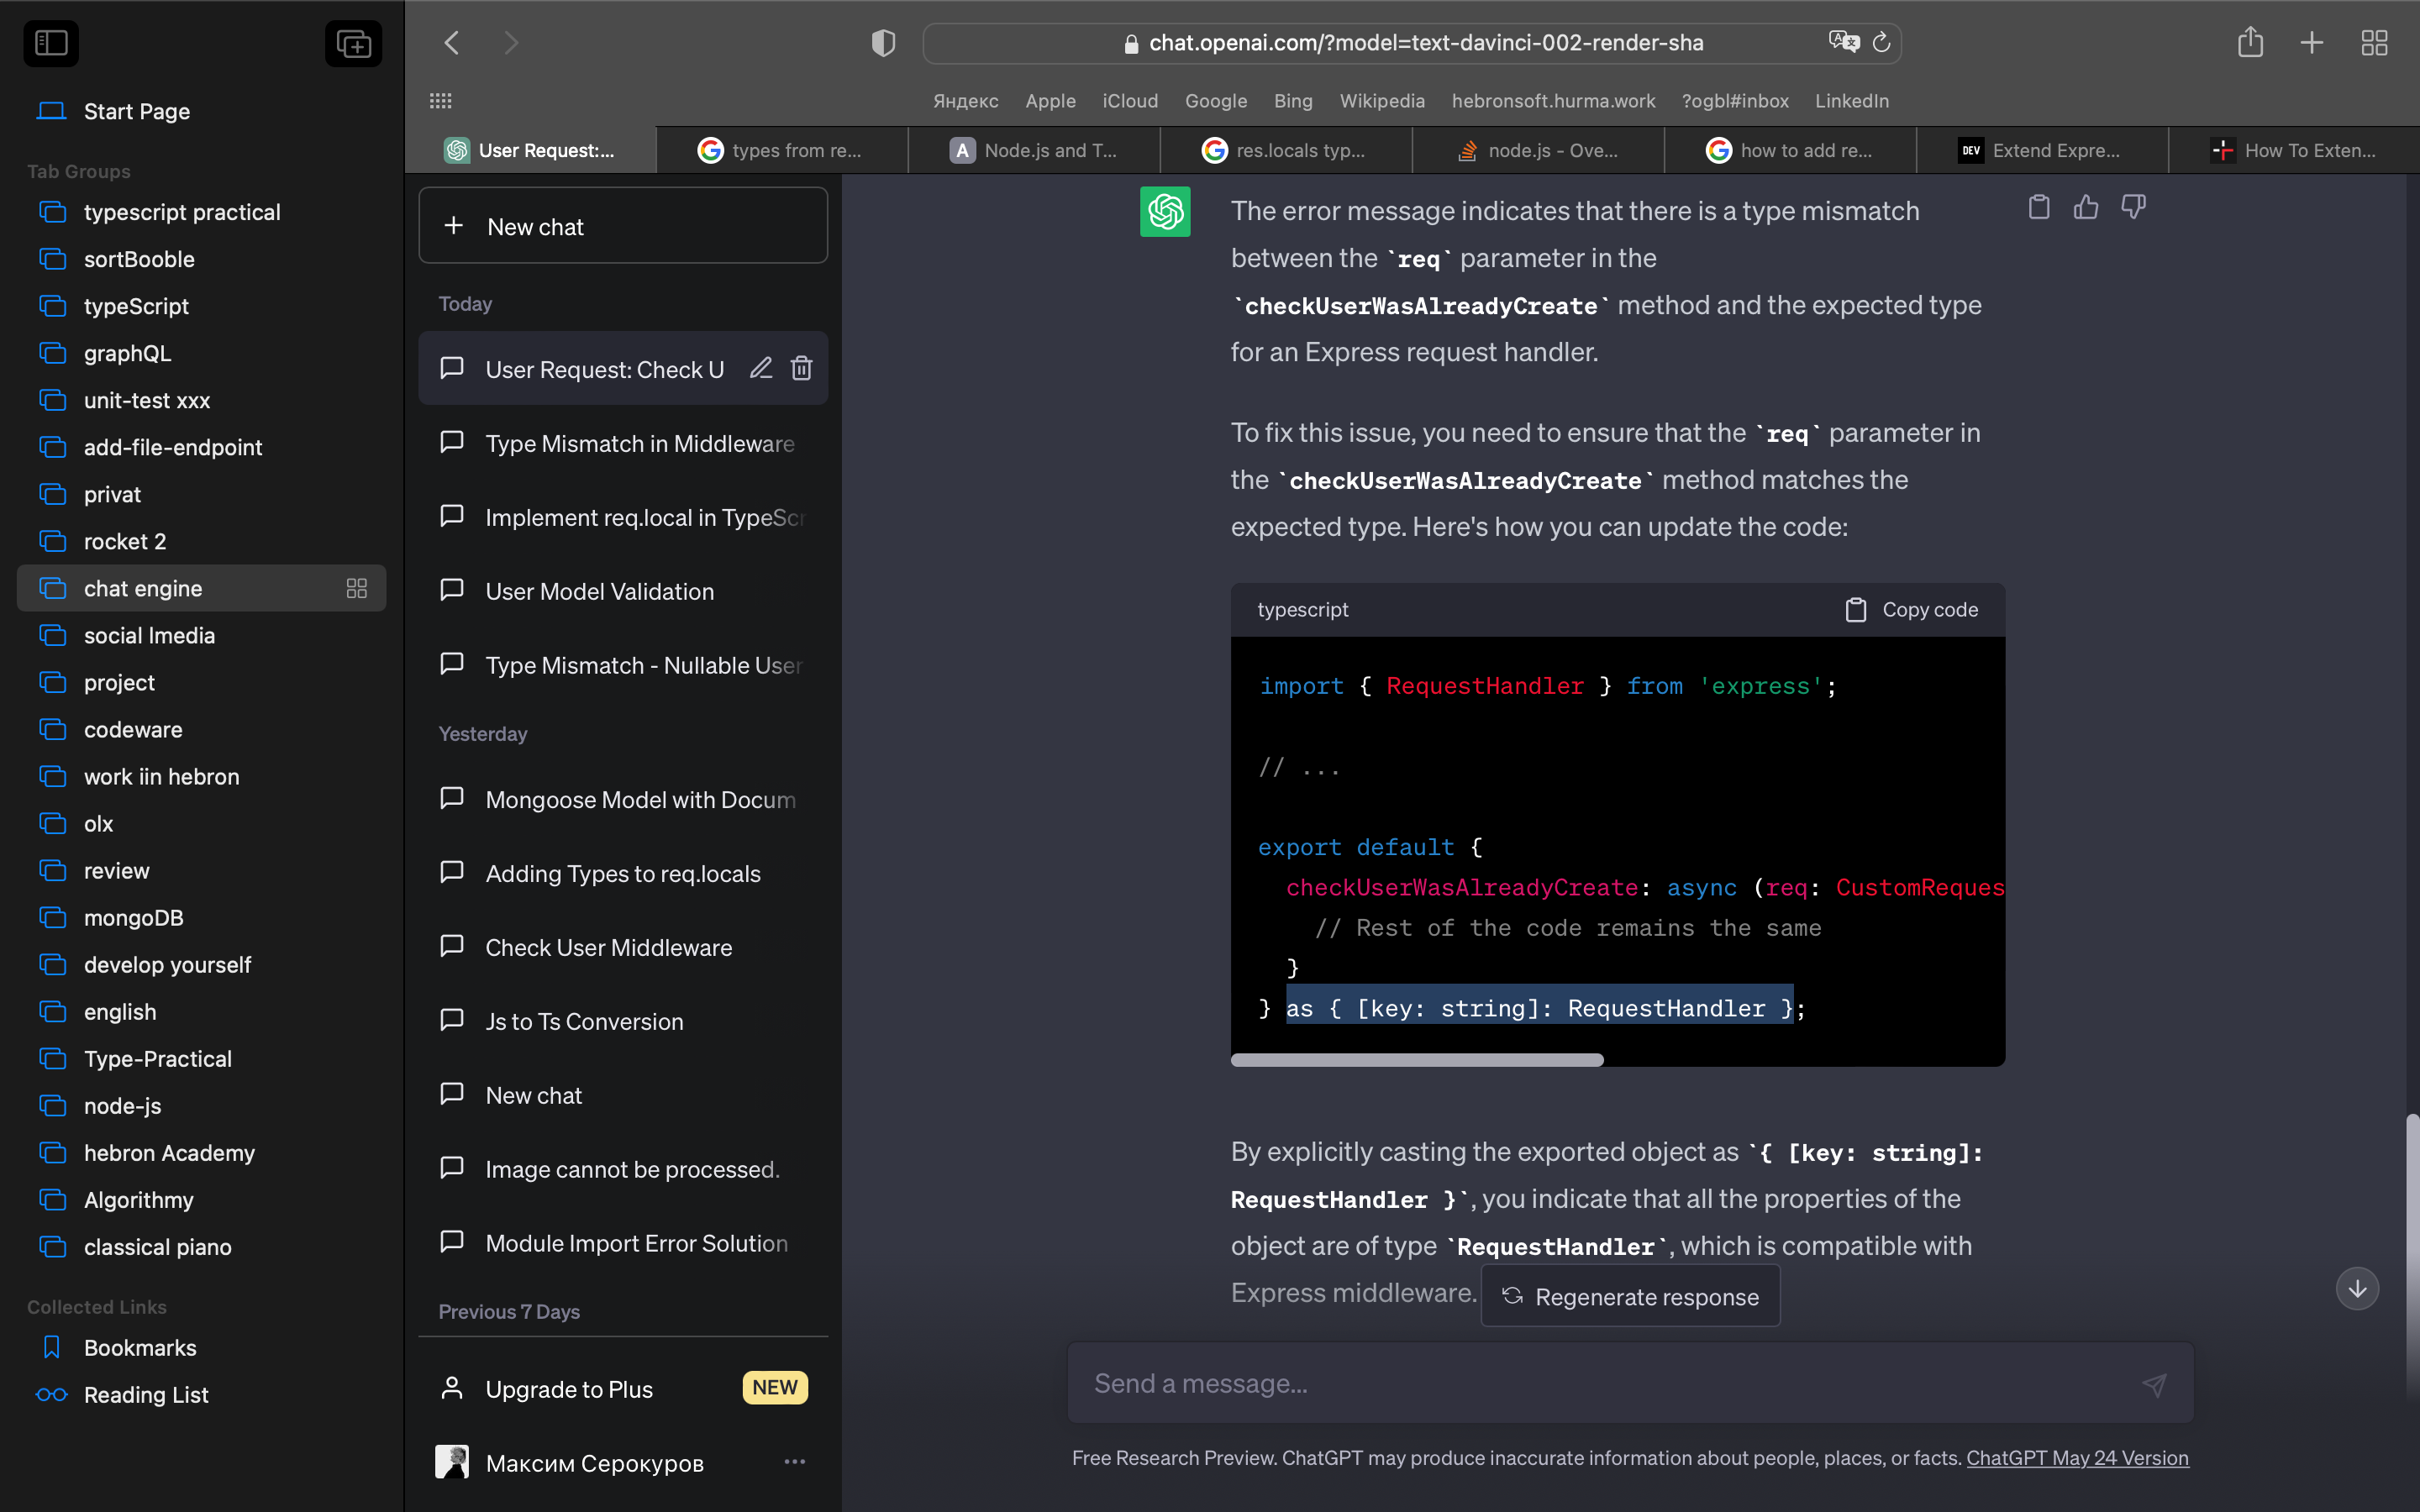 chat.openai.com/?model=text-davinci-002-render-sha
Яндекс Apple iCloud Google Bing Wikipedia hebronsoft.hurma.work ?ogbl#inbox LinkedIn
User Request:... types from re... A Node.js and T... res.locals typ... node.js - Ove... how to add re... DEV Extend Expre... How To Exten...
Start Page
Tab Groups
typescript practical
sortBooble
typeScript
graphQL
unit-test xxx
add-file-endpoint
privat
rocket 2
chat engine
social lmedia
project
codeware
work iin hebron
olx
review
mongoDB
develop yourself
english
Type-Practical
node-js
hebron Academy
Algorithmy
classical piano
Collected Links
Bookmarks
Reading List
+ New chat
Today
User Request: Check U
Type Mismatch in Middleware
Implement req.local in TypeScr
User Model Validation
Type Mismatch - Nullable User
Yesterday
Mongoose Model with Docum
Adding Types to req.locals
Check User Middleware
Js to Ts Conversion
New chat
Image cannot be processed.
Module Import Error Solution
Previous 7 Days
Upgrade to Plus NEW
Максим Серокуров
The error message indicates that there is a type mismatch
between the `req` parameter in the
`checkUserWasAlreadyCreate` method and the expected type
for an Express request handler.
To fix this issue, you need to ensure that the `req` parameter in
the `checkUserWasAlreadyCreate` method matches the
expected type. Here's how you can update the code:
typescript Copy code
import { RequestHandler } from 'express';
// ...
export default {
checkUserWasAlreadyCreate: async (req: CustomReques
// Rest of the code remains the same
}
} as { [key: string]: RequestHandler };
By explicitly casting the exported object as `{ [key: string]:
RequestHandler }`, you indicate that all the properties of the
object are of type `RequestHandler`, which is compatible with
Express middleware.
Regenerate response
Send a message...
Free Research Preview. ChatGPT may produce inaccurate information about people, places, or facts. ChatGPT May 24 Version